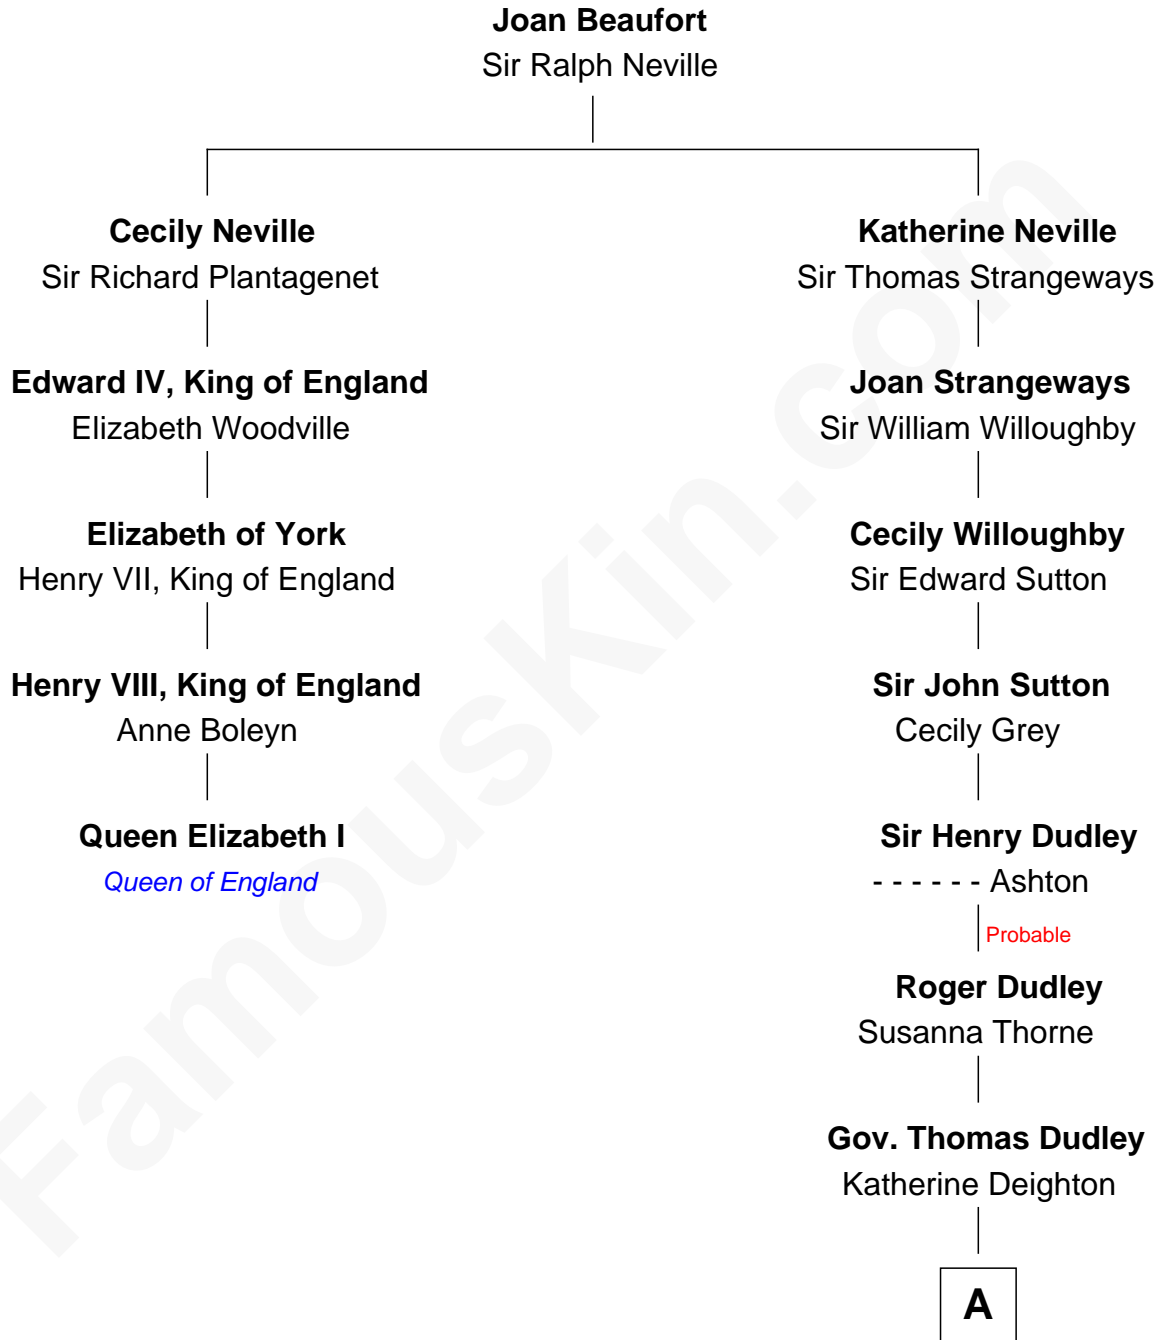 Joan Beaufort
Sir Ralph Neville
Cecily Neville
Sir Richard Plantagenet
Edward IV, King of England
Elizabeth Woodville
Elizabeth of York
Henry VII, King of England
Henry VIII, King of England
Anne Boleyn
Queen Elizabeth I
Queen of England
Katherine Neville
Sir Thomas Strangeways
Joan Strangeways
Sir William Willoughby
Cecily Willoughby
Sir Edward Sutton
Sir John Sutton
Cecily Grey
Sir Henry Dudley
- - - - - - Ashton
Probable
Roger Dudley
Susanna Thorne
Gov. Thomas Dudley
Katherine Deighton
A
FamousKin.com